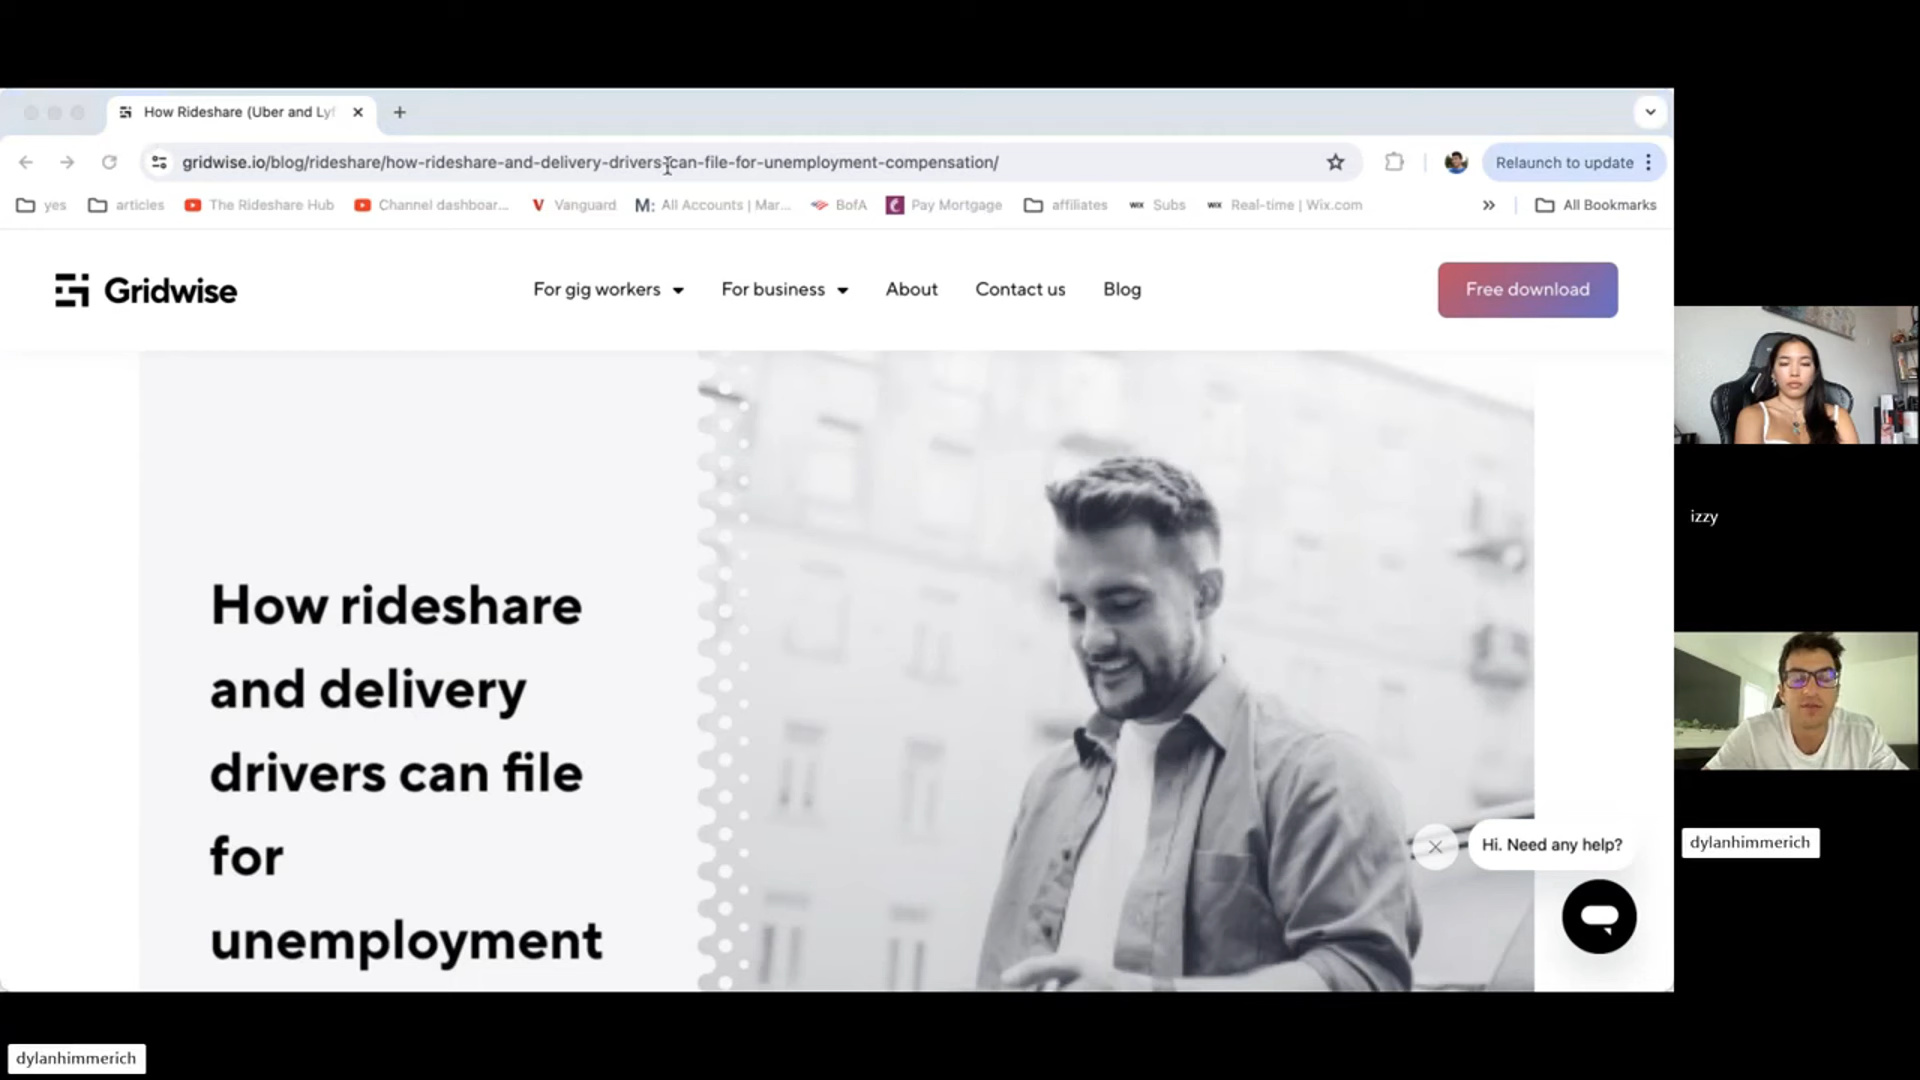 How Rideshare (Uber and Lyf
gridwise.io/blog/rideshare/how-rideshare-and-delivery-drivers-can-file-for-unemployment-compensation/
Relaunch to update
yes
articles
The Rideshare Hub
Channel dashboar...
Vanguard
M: All Accounts | Mar...
BofA
Pay Mortgage
affiliates
WIX Subs
WIX Real-time | Wix.com
All Bookmarks
Gridwise
For gig workers
For business
About
Contact us
Blog
Free download
How rideshare
and delivery
drivers can file
for
unemployment
Hi. Need any help?
izzy
dylanhimmerich
dylanhimmerich